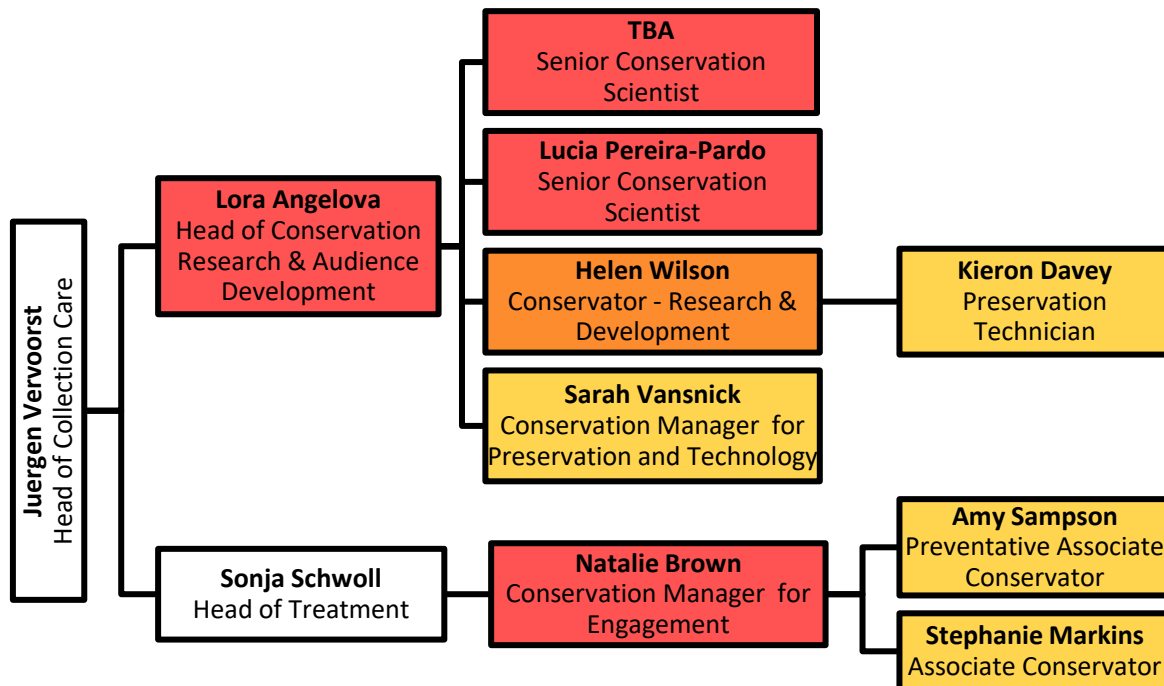 Juergen Vervoorst
Head of Collection Care
Lora Angelova
Head of Conservation
Research & Audience
Development
TBA
Senior Conservation
Scientist
Lucia Pereira-Pardo
Senior Conservation
Scientist
Helen Wilson
Conservator - Research &
Development
Kieron Davey
Preservation
Technician
Sarah Vansnick
Conservation Manager for
Preservation and Technology
Sonja Schwoll
Head of Treatment
Natalie Brown
Conservation Manager for
Engagement
Amy Sampson
Preventative Associate
Conservator
Stephanie Markins
Associate Conservator